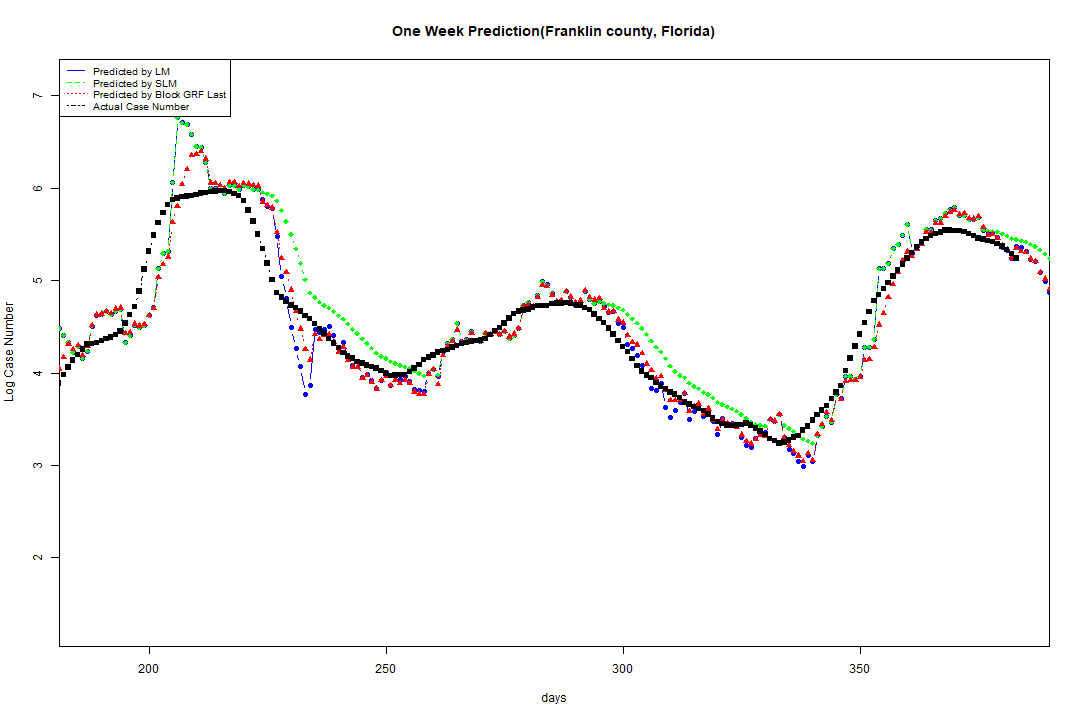 One Week Prediction(Franklin county, Florida)
Predicted by LM
Predicted by SLM
Predicted by Block GRF Last
Actual Case Number
7
6
5
4
3
2
Log Case Number
200 250 300 350
days